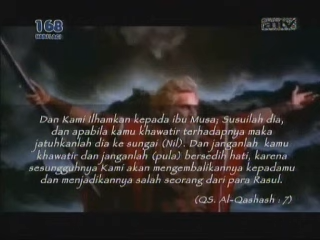 168
antv
Dan Kami Ilhamkan kepada ibu Musa; Susuilah dia,
dan apabila kamu khawatir terhadapnya maka
jatuhkanlah dia ke sungai (Nil). Dan janganlah kamu
khawatir dan janganlah (pula) bersedih hati, karena
sesungguhnya Kami akan mengembalikannya kepadamu
dan menjadikannya salah seorang dari para Rasul.
(QS. Al-Qashash : 7)